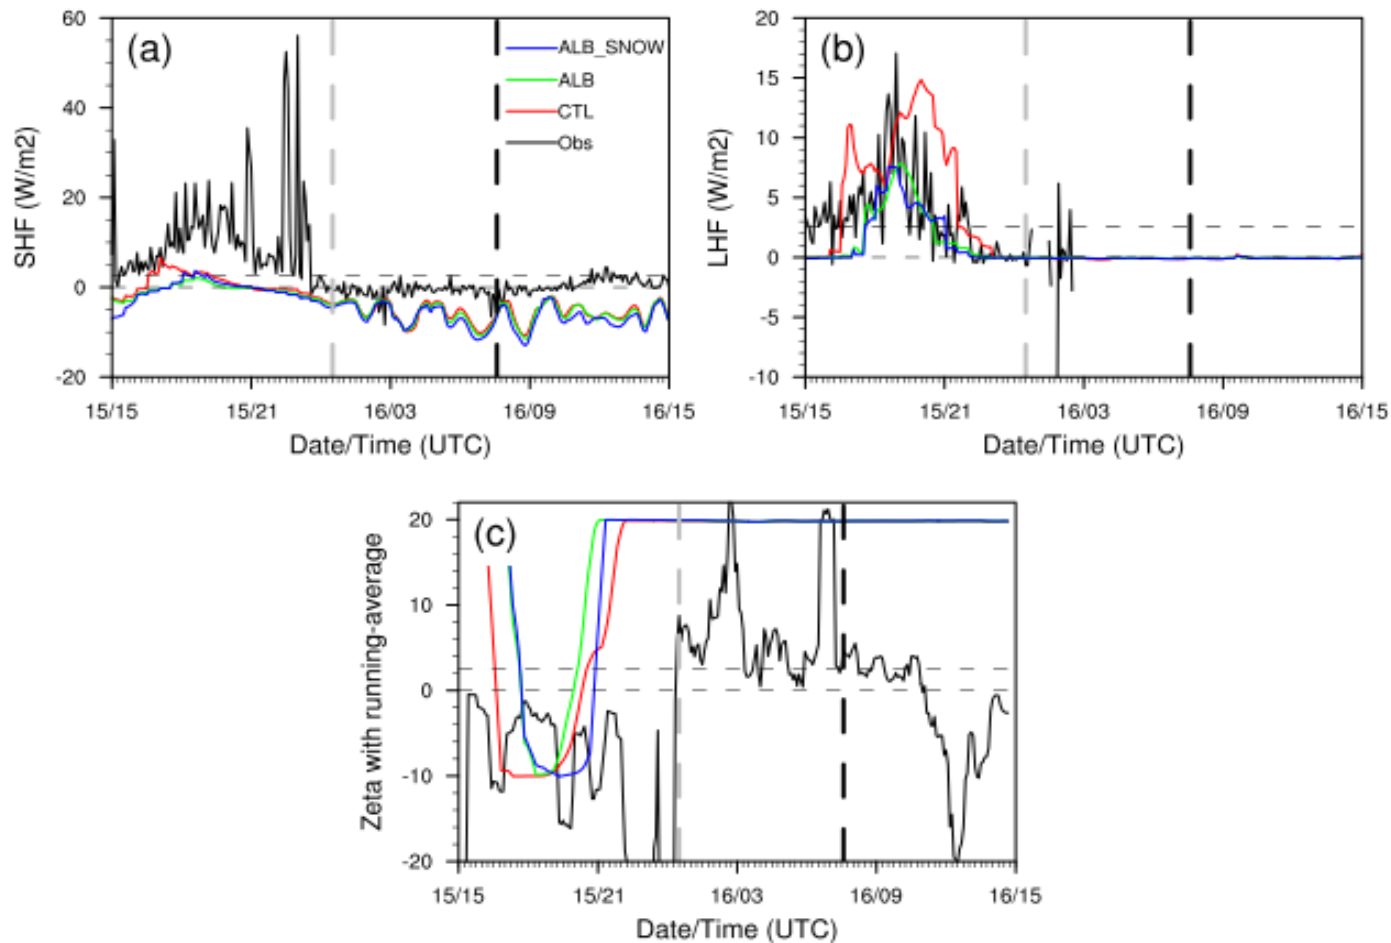 (a)
ALB_SNOW
ALB
CTL
Obs
60
40
20
0
-20
SHF (W/m2)
15/15 15/21 16/03 16/09 16/15
Date/Time (UTC)
(b)
20
15
10
5
0
-5
-10
LHF (W/m2)
15/15 15/21 16/03 16/09 16/15
Date/Time (UTC)
(c)
20
10
0
-10
-20
Zeta with running-average
15/15 15/21 16/03 16/09 16/15
Date/Time (UTC)